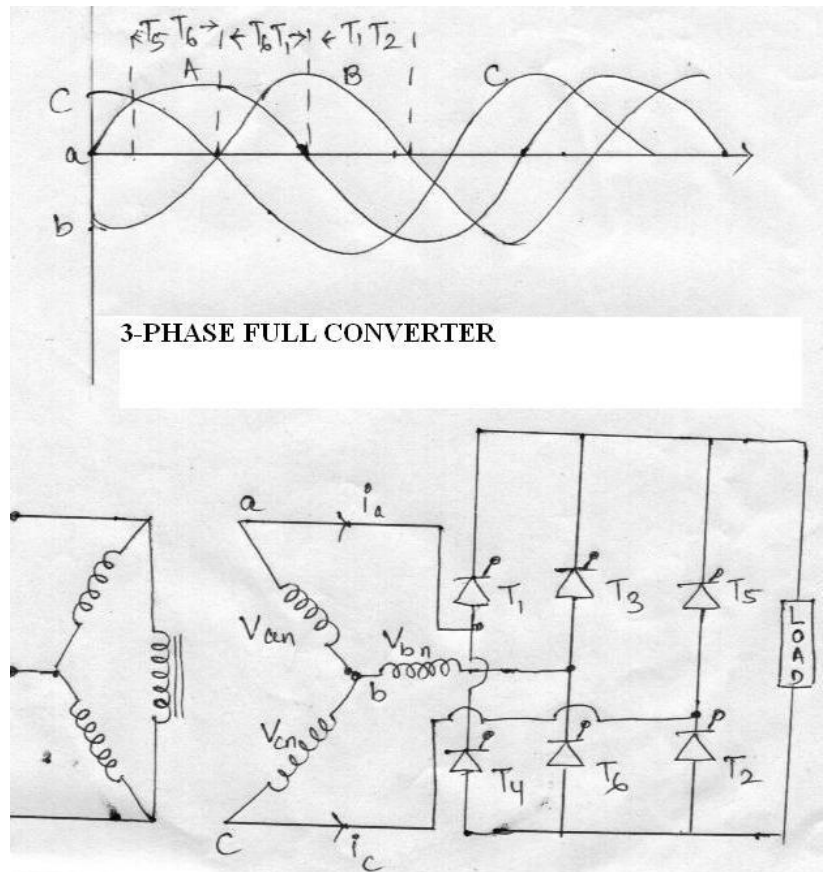 T5 T6 T6 T1 T1 T2
A B C
C
a
b
3-PHASE FULL CONVERTER
a ia
T1 T3 T5
Van Vbn
b
Vcn
T4 T6 T2
C ic
LOAD